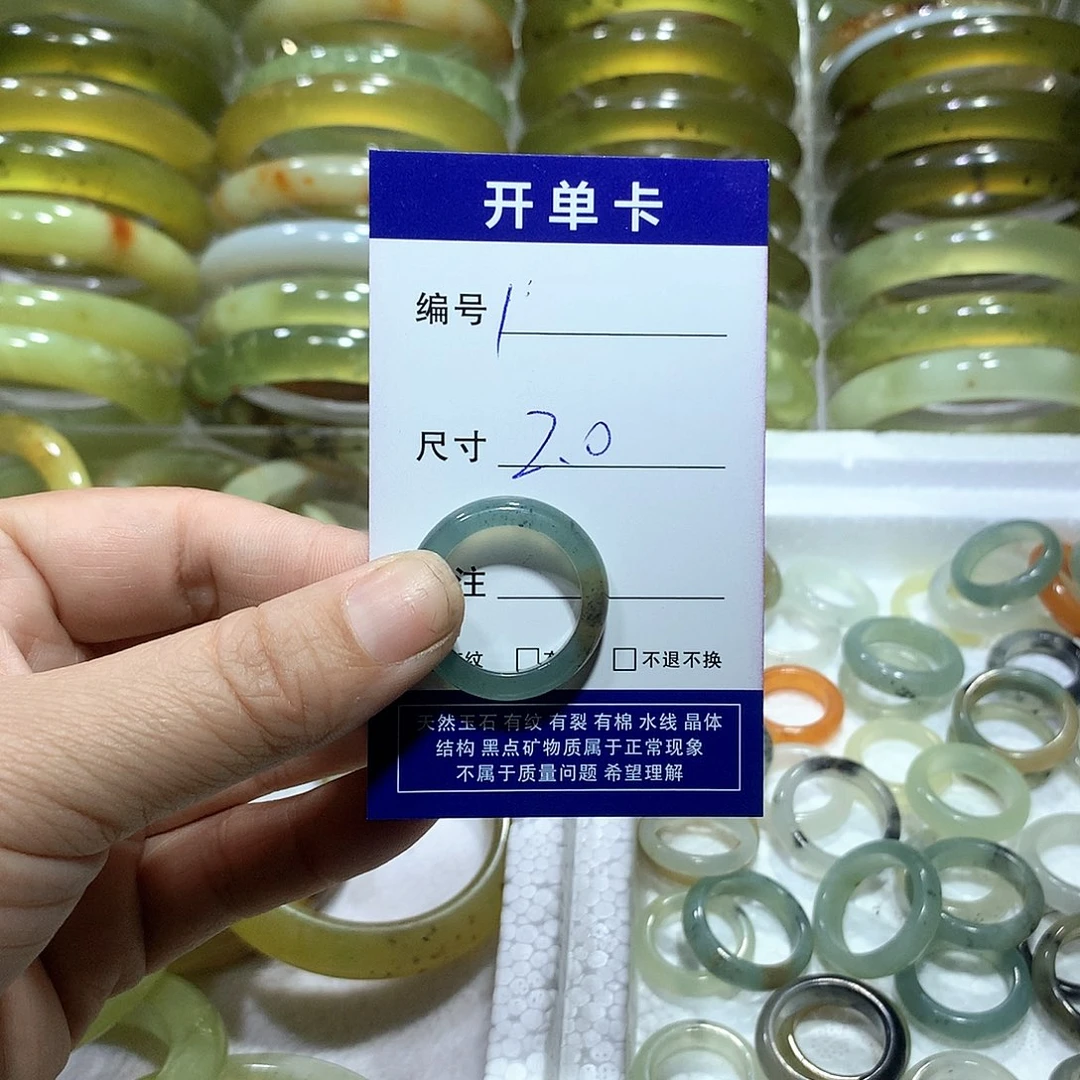 开单卡
编号 1
尺寸 2.0
注
纹 不退不换
天然玉石 有纹 有裂 有棉 水线 晶体
结构 黑点矿物质属于正常现象
不属于质量问题 希望理解